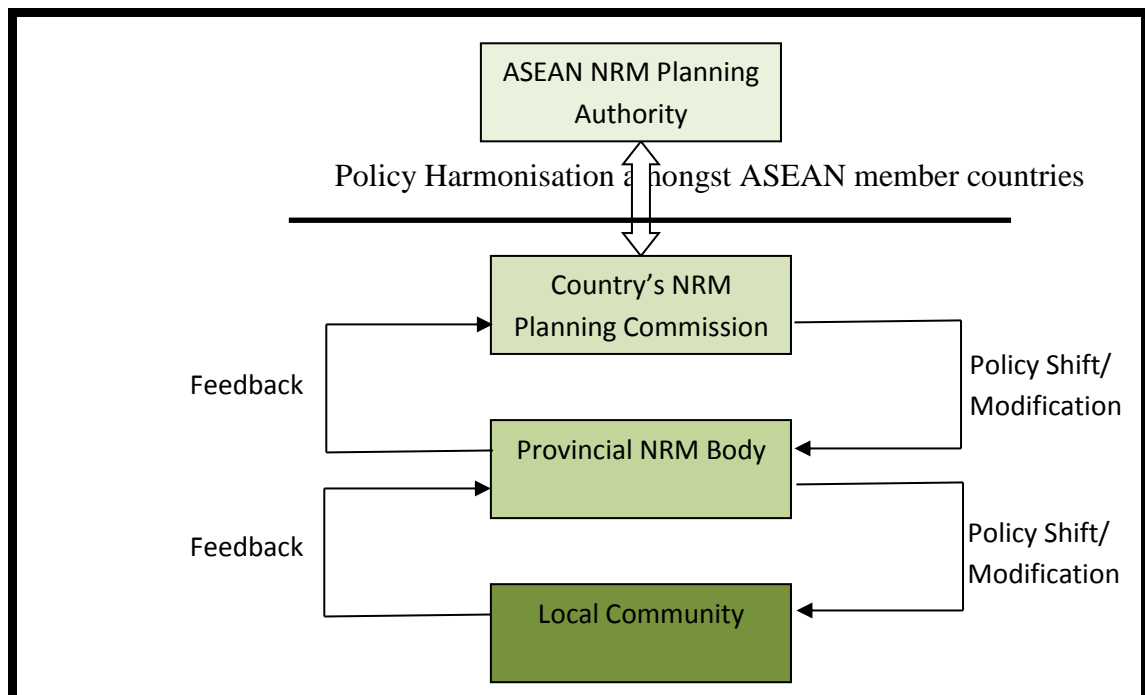 ASEAN NRM Planning
Authority
Policy Harmonisation amongst ASEAN member countries
Country’s NRM
Planning Commission
Feedback
Policy Shift/
Modification
Provincial NRM Body
Feedback
Policy Shift/
Modification
Local Community